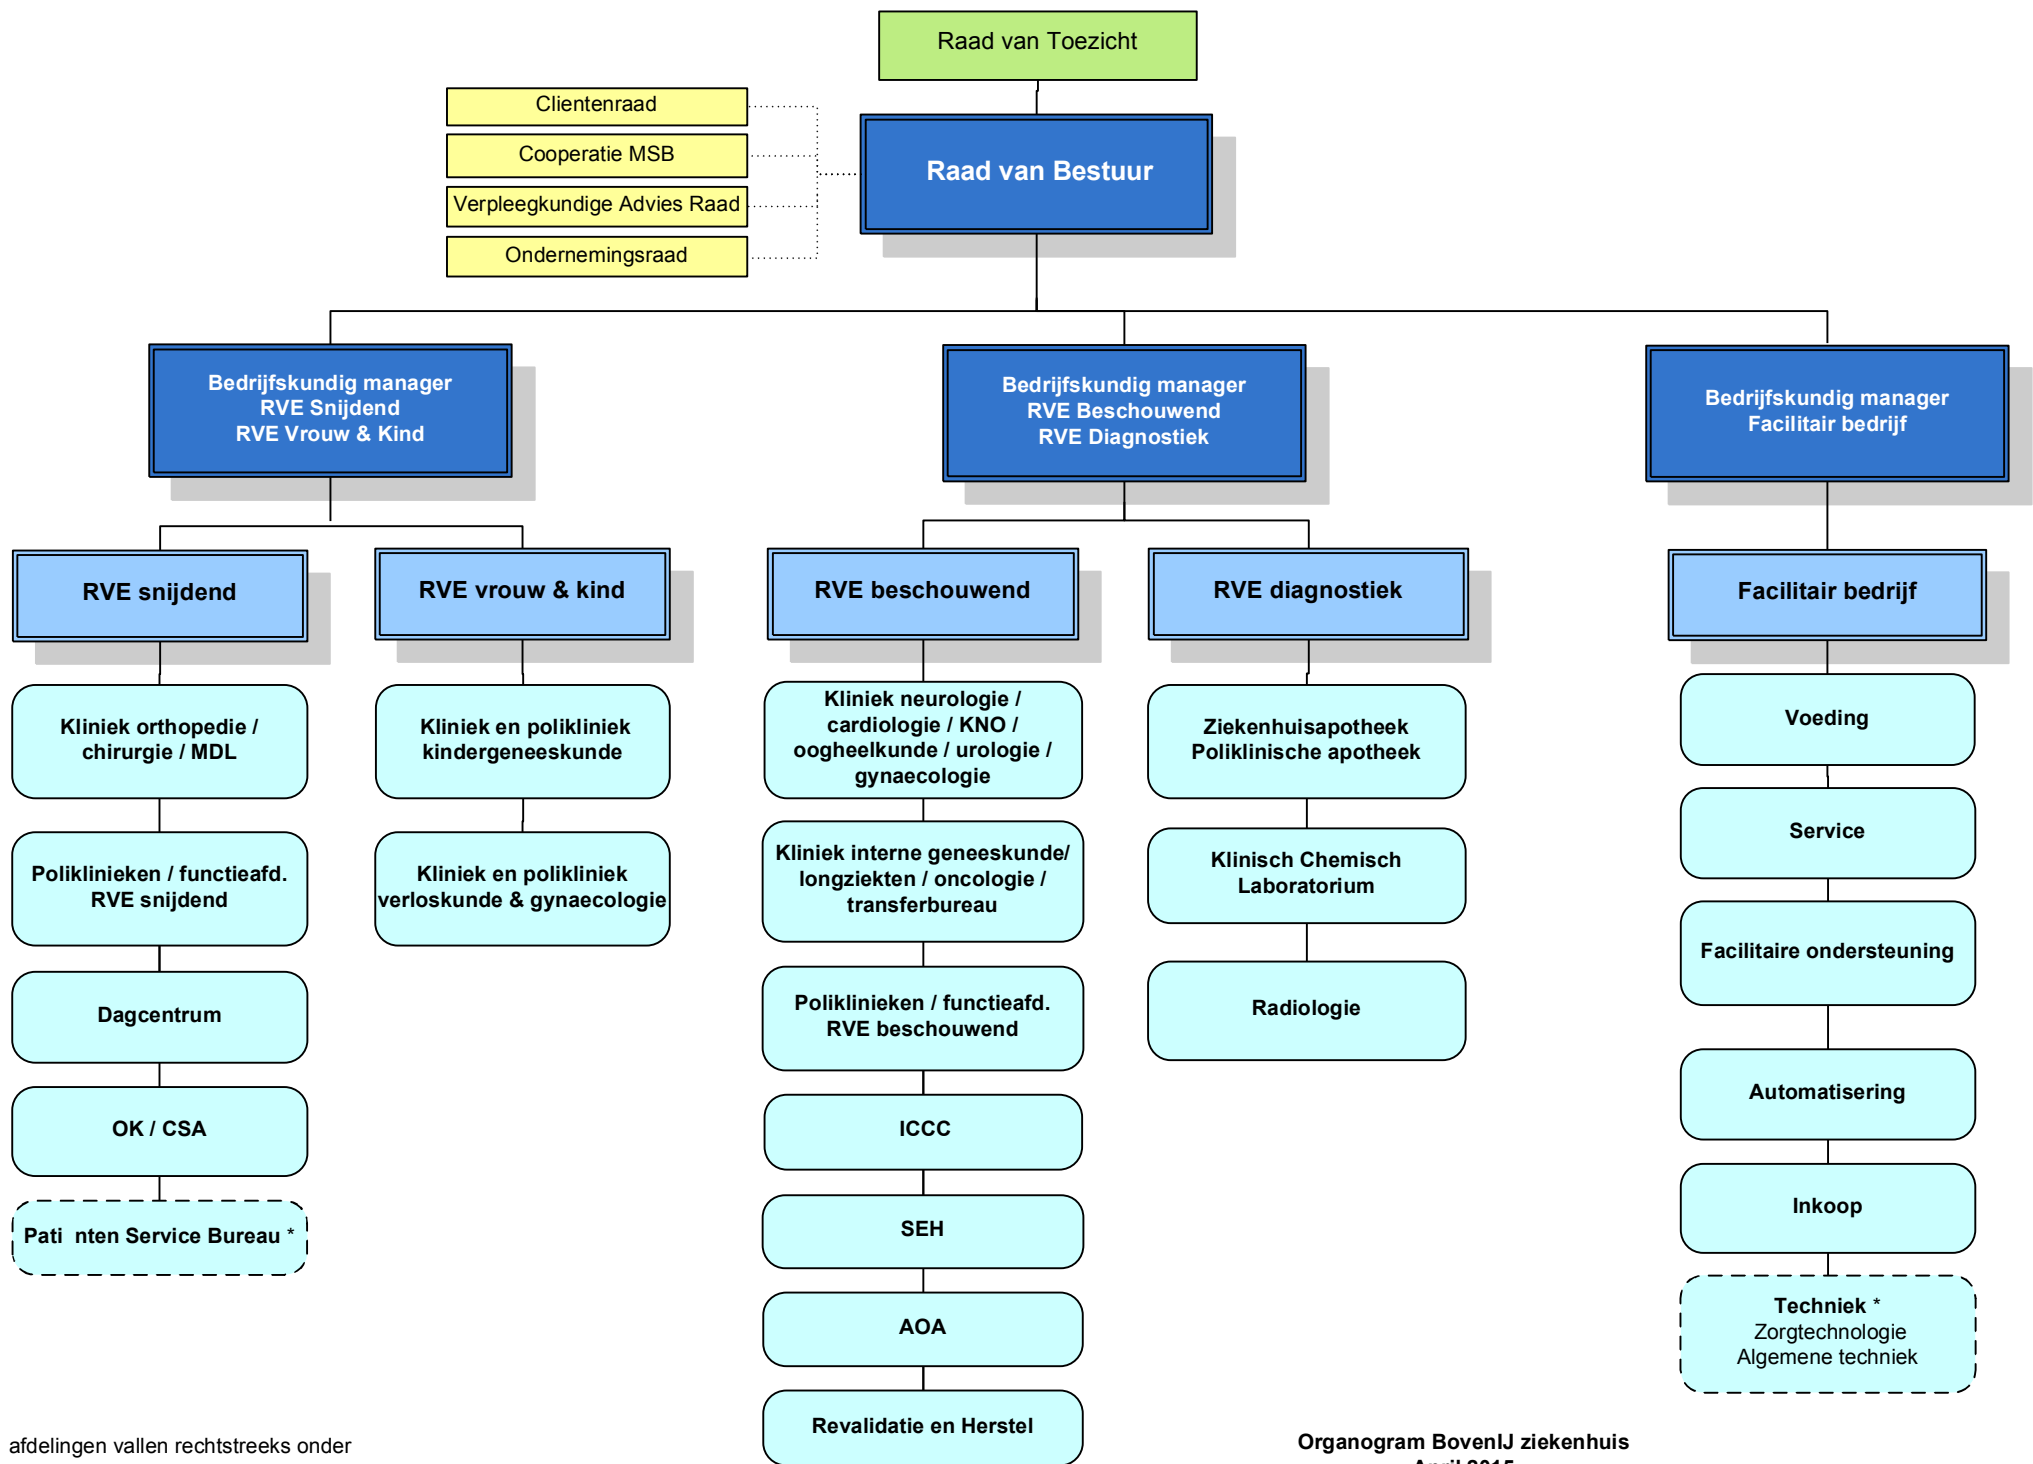 Raad van Toezicht
Clientenraad
Cooperatie MSB
Verpleegkundige Advies Raad
Ondernemingsraad
Raad van Bestuur
Bedrijfskundig manager
RVE Snijdend
RVE Vrouw & Kind
Bedrijfskundig manager
RVE Beschouwend
RVE Diagnostiek
Bedrijfskundig manager
Facilitair bedrijf
RVE snijdend
Kliniek orthopedie /
chirurgie / MDL
Poliklinieken / functieafd.
RVE snijdend
Dagcentrum
OK / CSA
Pati nten Service Bureau *
RVE vrouw & kind
Kliniek en polikliniek
kindergeneeskunde
Kliniek en polikliniek
verloskunde & gynaecologie
RVE beschouwend
Kliniek neurologie /
cardiologie / KNO /
oogheelkunde / urologie /
gynaecologie
Kliniek interne geneeskunde/
longziekten / oncologie /
transferbureau
Poliklinieken / functieafd.
RVE beschouwend
ICCC
SEH
AOA
Revalidatie en Herstel
RVE diagnostiek
Ziekenhuisapotheek
Poliklinische apotheek
Klinisch Chemisch
Laboratorium
Radiologie
Facilitair bedrijf
Voeding
Service
Facilitaire ondersteuning
Automatisering
Inkoop
Techniek *
Zorgtechnologie
Algemene techniek
afdelingen vallen rechtstreeks onder
Organogram BovenIJ ziekenhuis
April 2015